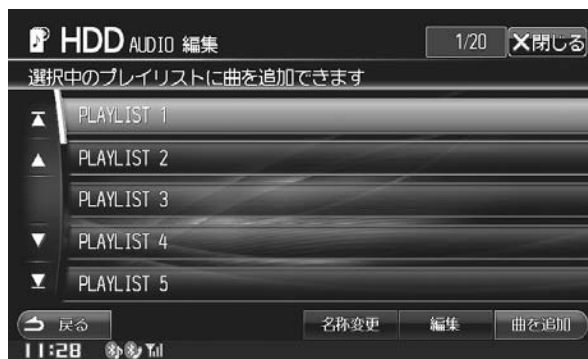 HDD AUDIO 編集 1/20 ×閉じる
選択中のプレイリストに曲を追加できます
PLAYLIST 1
PLAYLIST 2
PLAYLIST 3
PLAYLIST 4
PLAYLIST 5
戻る 名称変更 編集 曲を追加
11:28